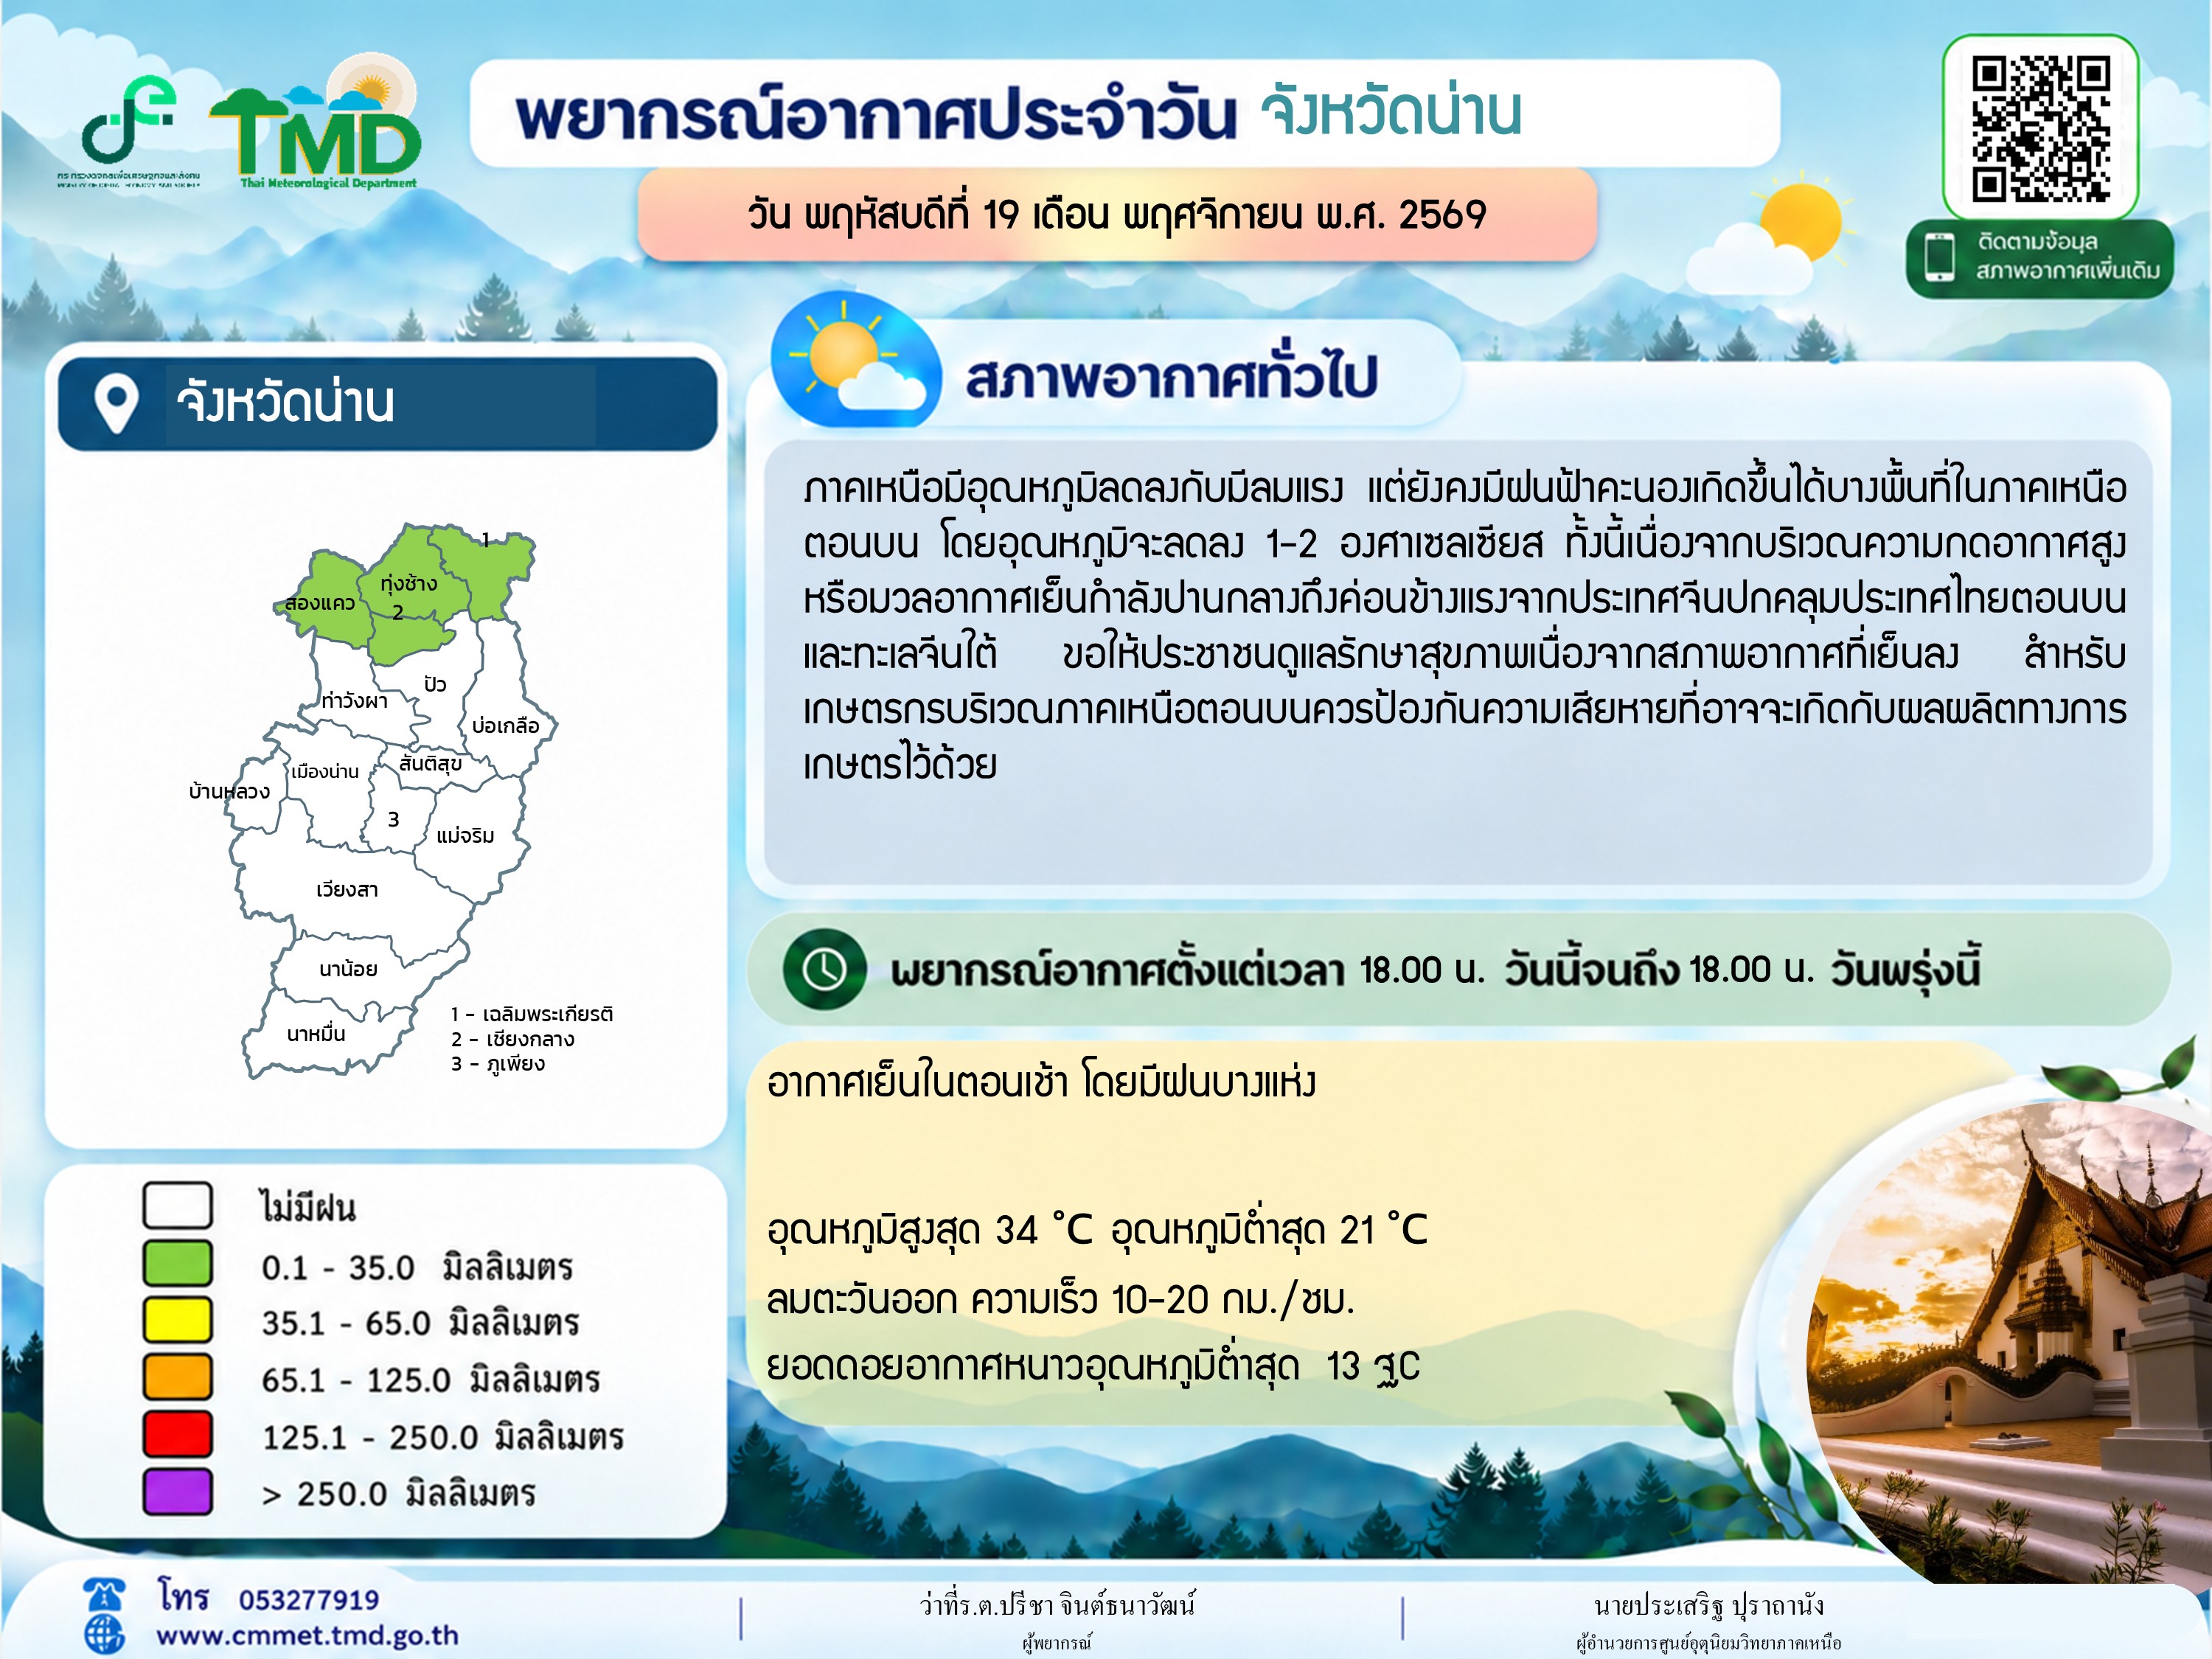 TMD
Thai Meteorological Department
พยากรณ์อากาศประจำวัน จังหวัดน่าน
วัน พฤหัสบดีที่ 19 เดือน พฤศจิกายน พ.ศ. 2569
ติดตามข้อมูล
สภาพอากาศเพิ่มเติม
จังหวัดน่าน
1
ทุ่งช้าง
สองแคว
2
ปัว
ท่าวังผา
บ่อเกลือ
สันติสุข
เมืองน่าน
บ้านหลวง
3
แม่จริม
เวียงสา
นาน้อย
นาหมื่น
1 - เฉลิมพระเกียรติ
2 - เชียงกลาง
3 - ภูเพียง
ไม่มีฝน
0.1 - 35.0 มิลลิเมตร
35.1 - 65.0 มิลลิเมตร
65.1 - 125.0 มิลลิเมตร
125.1 - 250.0 มิลลิเมตร
> 250.0 มิลลิเมตร
สภาพอากาศทั่วไป
ภาคเหนือมีอุณหภูมิลดลงกับมีลมแรง แต่ยังคงมีฝนฟ้าคะนองเกิดขึ้นได้บางพื้นที่ในภาคเหนือ
ตอนบน โดยอุณหภูมิจะลดลง 1-2 องศาเซลเซียส ทั้งนี้เนื่องจากบริเวณความกดอากาศสูง
หรือมวลอากาศเย็นกำลังปานกลางถึงค่อนข้างแรงจากประเทศจีนปกคลุมประเทศไทยตอนบน
และทะเลจีนใต้ ขอให้ประชาชนดูแลรักษาสุขภาพเนื่องจากสภาพอากาศที่เย็นลง สำหรับ
เกษตรกรบริเวณภาคเหนือตอนบนควรป้องกันความเสียหายที่อาจจะเกิดกับผลผลิตทางการ
เกษตรไว้ด้วย
พยากรณ์อากาศตั้งแต่เวลา 18.00 น. วันนี้จนถึง 18.00 น. วันพรุ่งนี้
อากาศเย็นในตอนเช้า โดยมีฝนบางแห่ง
อุณหภูมิสูงสุด 34 °C อุณหภูมิต่ำสุด 21 °C
ลมตะวันออก ความเร็ว 10-20 กม./ชม.
ยอดดอยอากาศหนาวอุณหภูมิต่ำสุด 13 ฐC
โทร 053277919
www.cmmet.tmd.go.th
ว่าที่ร.ต.ปรีชา จินต์ธนาวัฒน์
ผู้พยากรณ์
นายประเสริฐ ปุราถานัง
ผู้อำนวยการศูนย์อุตุนิยมวิทยาภาคเหนือ